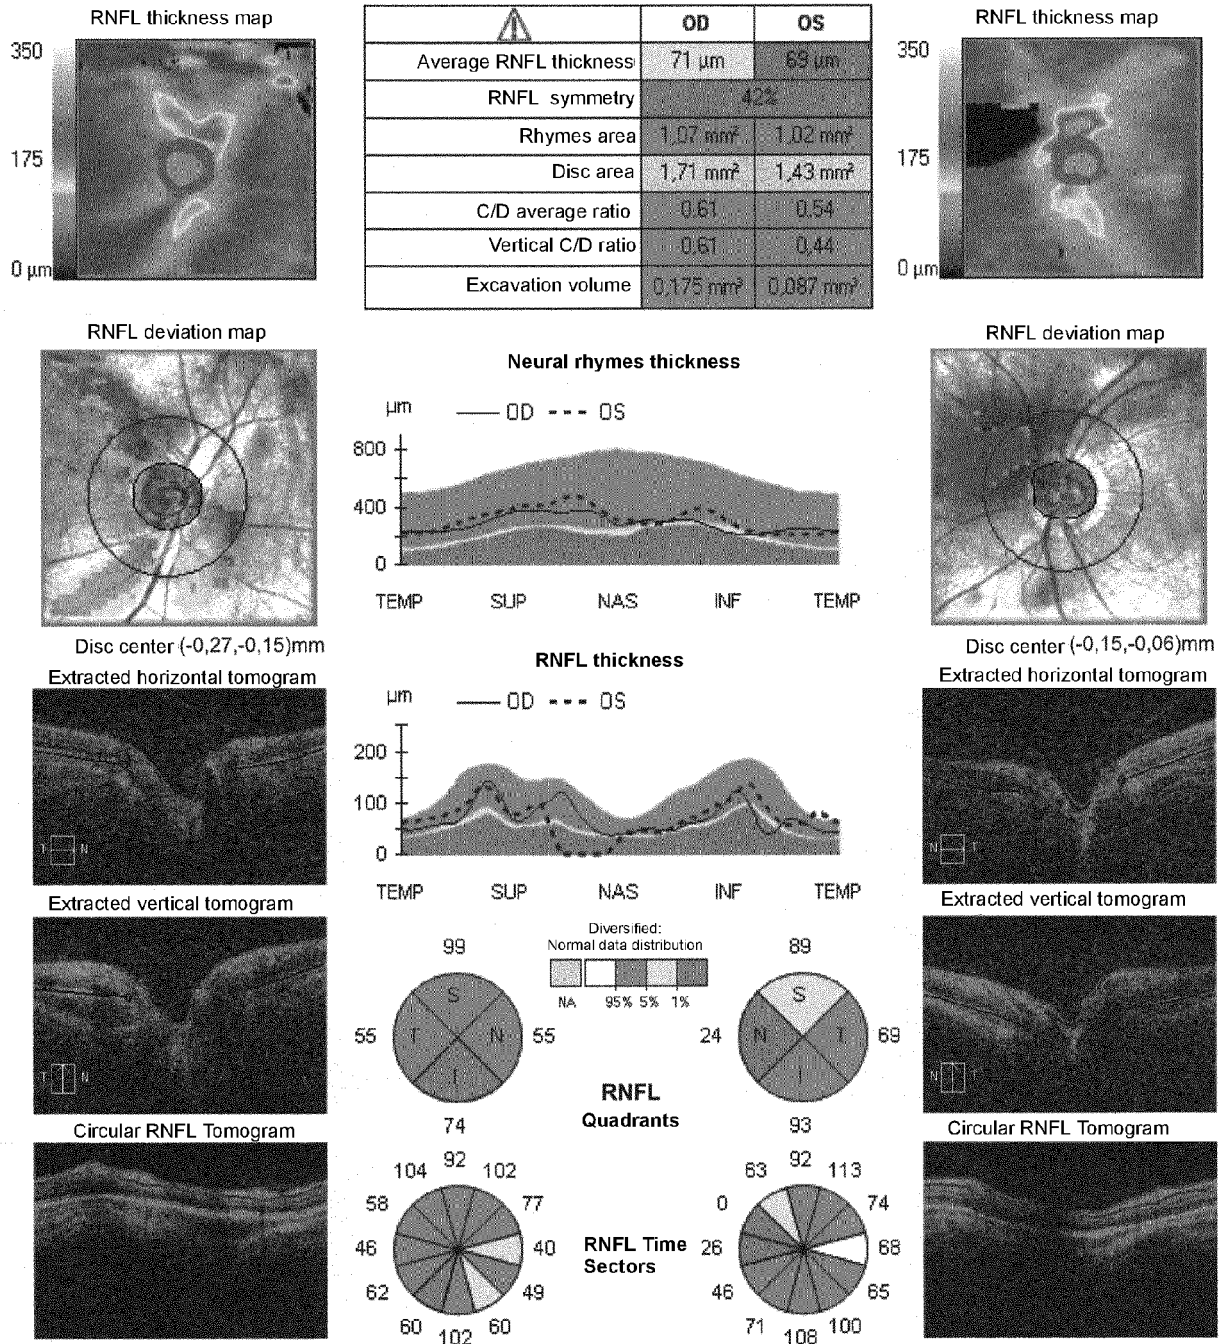 RNFL thickness map
350
175
0 µm
OD OS
Average RNFL thickness 71 µm 69 µm
RNFL symmetry 42%
Rhymes area 1,07 mm² 1,02 mm²
Disc area 1,71 mm² 1,43 mm²
C/D average ratio 0.61 0.54
Vertical C/D ratio 0.61 0.44
Excavation volume 0,175 mm³ 0,087 mm³
RNFL thickness map
350
175
0 µm
RNFL deviation map
Disc center (-0,27,-0,15)mm
Neural rhymes thickness
µm OD OS
800
400
0
TEMP SUP NAS INF TEMP
RNFL deviation map
Disc center (-0,15,-0,06)mm
Extracted horizontal tomogram
T N
RNFL thickness
µm OD OS
200
100
0
TEMP SUP NAS INF TEMP
Extracted horizontal tomogram
N T
Extracted vertical tomogram
T N
Diversified:
Normal data distribution
NA 95% 5% 1%
99
S
55 T N 55
I
74
RNFL
Quadrants
89
S
24 N T 69
I
93
Extracted vertical tomogram
N T
Circular RNFL Tomogram
92
104 102
58 77
46 40
62 49
60 60
102
RNFL Time
Sectors
92
63 113
0 74
26 68
46 65
71 100
108
Circular RNFL Tomogram